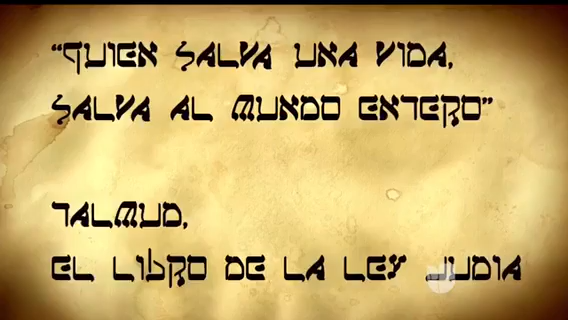 "QUIEN SALVA UNA VIDA,
SALVA AL MUNDO ENTERO"
TALMUD,
EL LIBRO DE LA LEY JUDIA